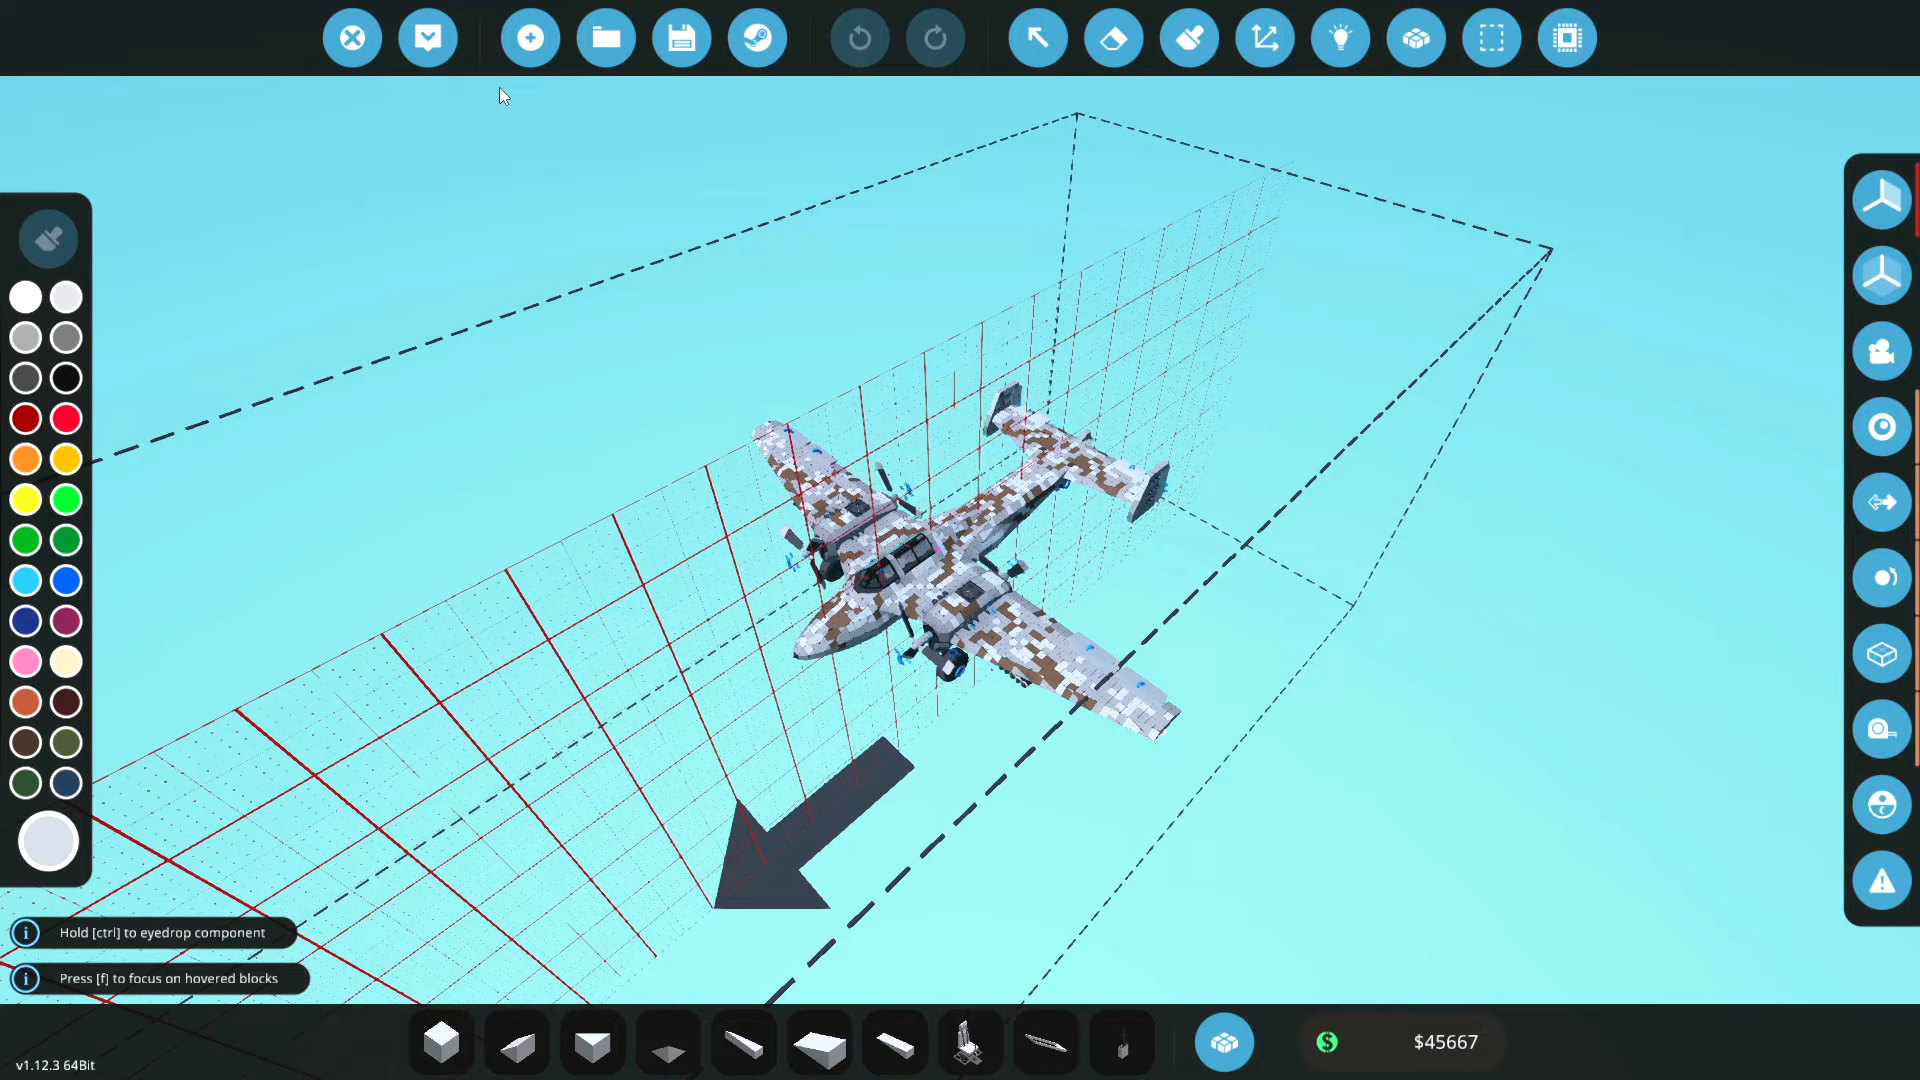 Hold [ctrl] to eyedrop component
Press [f] to focus on hovered blocks
v1.12.3 64Bit
$45667